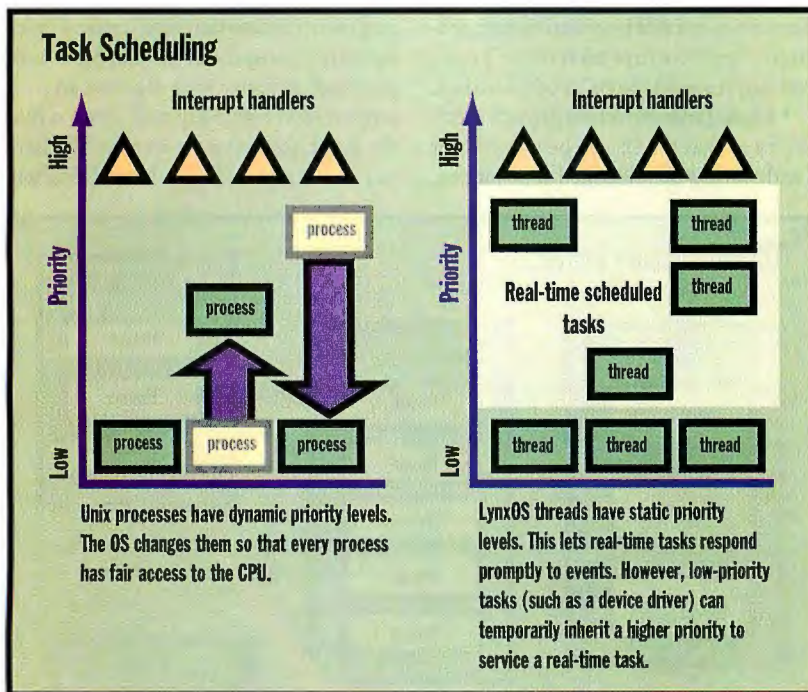 Task Scheduling
Interrupt handlers
High
Priority
Low
process
process
process
process
process
Unix processes have dynamic priority levels.
The OS changes them so that every process
has fair access to the CPU.
Interrupt handlers
High
Priority
Low
thread
thread
thread
Real-time scheduled
tasks
thread
thread
thread
thread
LynxOS threads have static priority
levels. This lets real-time tasks respond
promptly to events. However, low-priority
tasks (such as a device driver) can
temporarily inherit a higher priority to
service a real-time task.